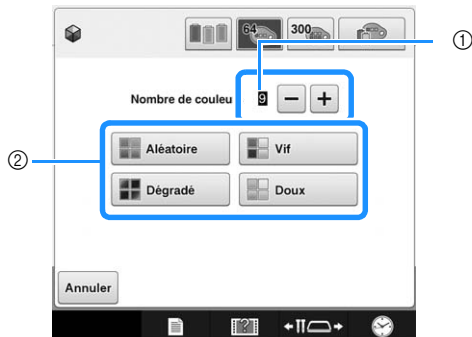 64 300 ①
Nombre de couleu 9 − +
② Aléatoire Vif
Dégradé Doux
Annuler